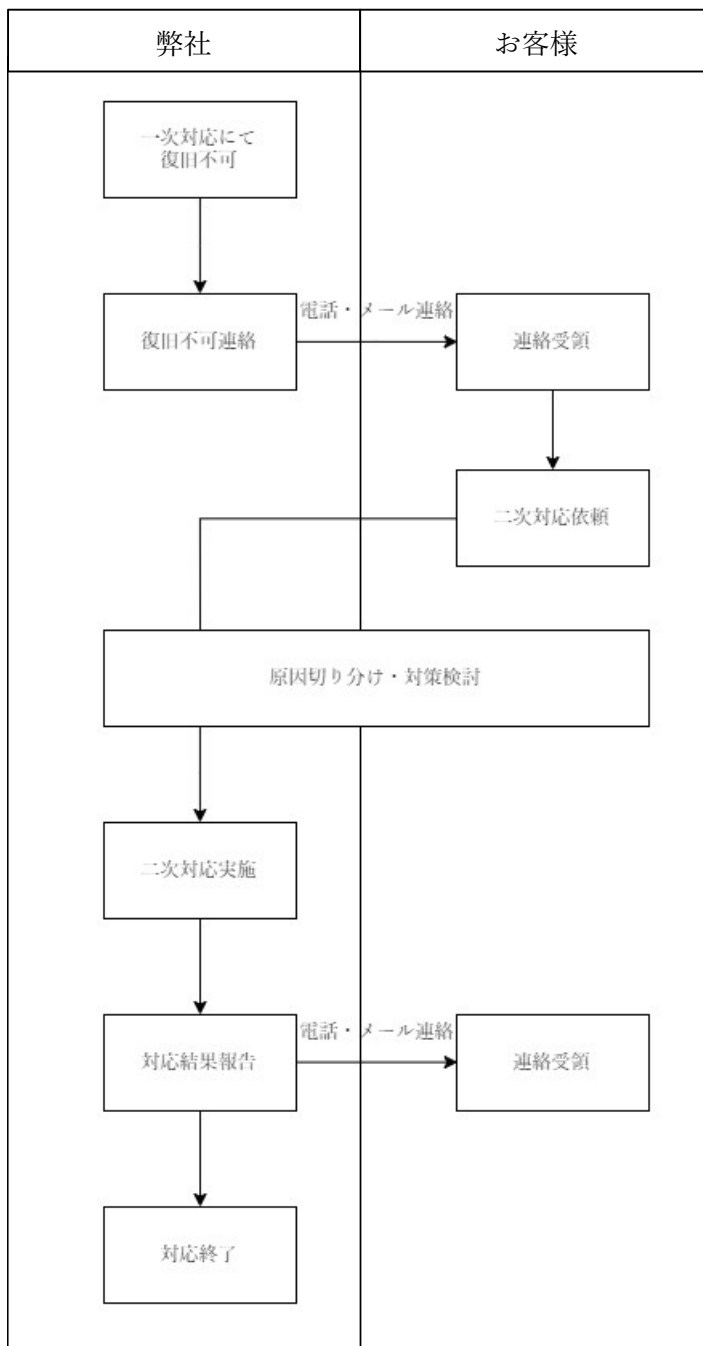 弊社
お客様
一次対応にて
復旧不可
電話・メール連絡
復旧不可連絡
連絡受領
二次対応依頼
原因切り分け・対策検討
二次対応実施
電話・メール連絡
対応結果報告
連絡受領
対応終了